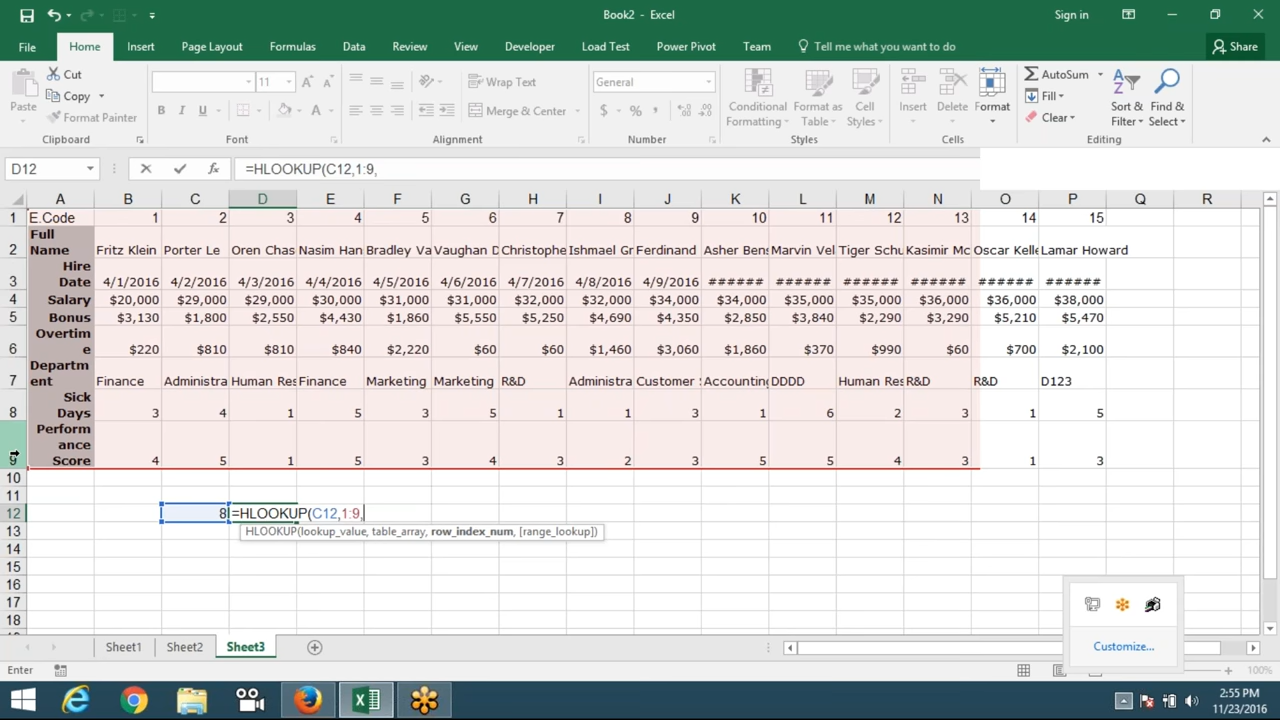 Book2 - Excel
Sign in
File Home Insert Page Layout Formulas Data Review View Developer Load Test Power Pivot Team Tell me what you want to do Share
Paste
Cut
Copy
Format Painter
Clipboard
11
A A
B I U
A
Font
Wrap Text
Merge & Center
Alignment
General
$ % ,
Number
Conditional Formatting
Format as Table
Cell Styles
Styles
Insert Delete Format
Cells
AutoSum
Fill
Clear
Sort & Filter
Find & Select
Editing
D12 fx =HLOOKUP(C12,1:9,
A B C D E F G H I J K L M N O P Q R
1 E.Code 1 2 3 4 5 6 7 8 9 10 11 12 13 14 15
2 Full Name Fritz Klein Porter Le Oren Chas Nasim Han Bradley Va Vaughan D Christophe Ishmael Gr Ferdinand Asher Bens Marvin Vel Tiger Schu Kasimir Mc Oscar Kelle Lamar Howard
3 Hire Date 4/1/2016 4/2/2016 4/3/2016 4/4/2016 4/5/2016 4/6/2016 4/7/2016 4/8/2016 4/9/2016 ###### ###### ###### ###### ###### ######
4 Salary $20,000 $29,000 $29,000 $30,000 $31,000 $31,000 $32,000 $32,000 $34,000 $34,000 $35,000 $35,000 $36,000 $36,000 $38,000
5 Bonus $3,130 $1,800 $2,550 $4,430 $1,860 $5,550 $5,250 $4,690 $4,350 $2,850 $3,840 $2,290 $3,290 $5,210 $5,470
6 Overtime $220 $810 $810 $840 $2,220 $60 $60 $1,460 $3,060 $1,860 $370 $990 $60 $700 $2,100
7 Department Finance Administra Human Res Finance Marketing Marketing R&D Administra Customer S Accounting DDDD Human Res R&D R&D D123
8 Sick Days 3 4 1 5 3 5 1 1 3 1 6 2 3 1 5
9 Performance Score 4 5 1 5 3 4 3 2 3 5 5 4 3 1 3
10
11
12 8 =HLOOKUP(C12,1:9,
13 HLOOKUP(lookup_value, table_array, row_index_num, [range_lookup])
14
15
16
17
18
Customize...
Sheet1 Sheet2 Sheet3
Enter
100%
2:55 PM
11/23/2016